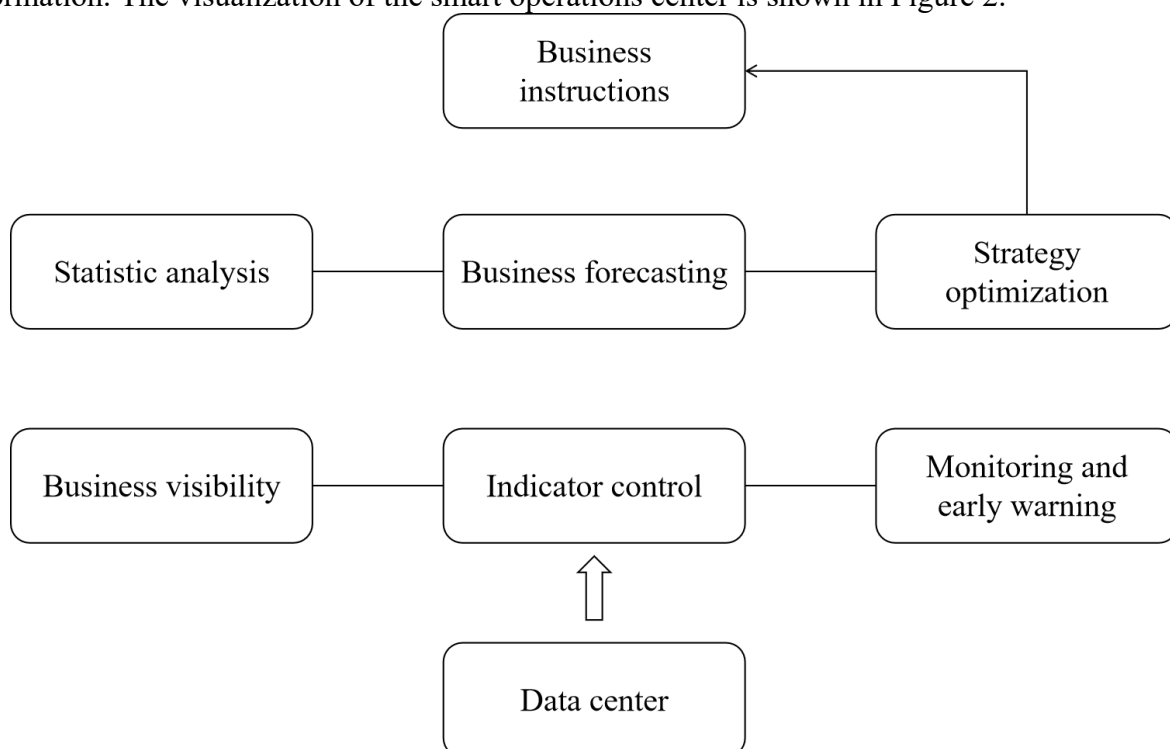 The visualization of the smart operations center is shown in Figure 2.
Business
instructions
Statistic analysis
Business forecasting
Strategy
optimization
Business visibility
Indicator control
Monitoring and
early warning
Data center